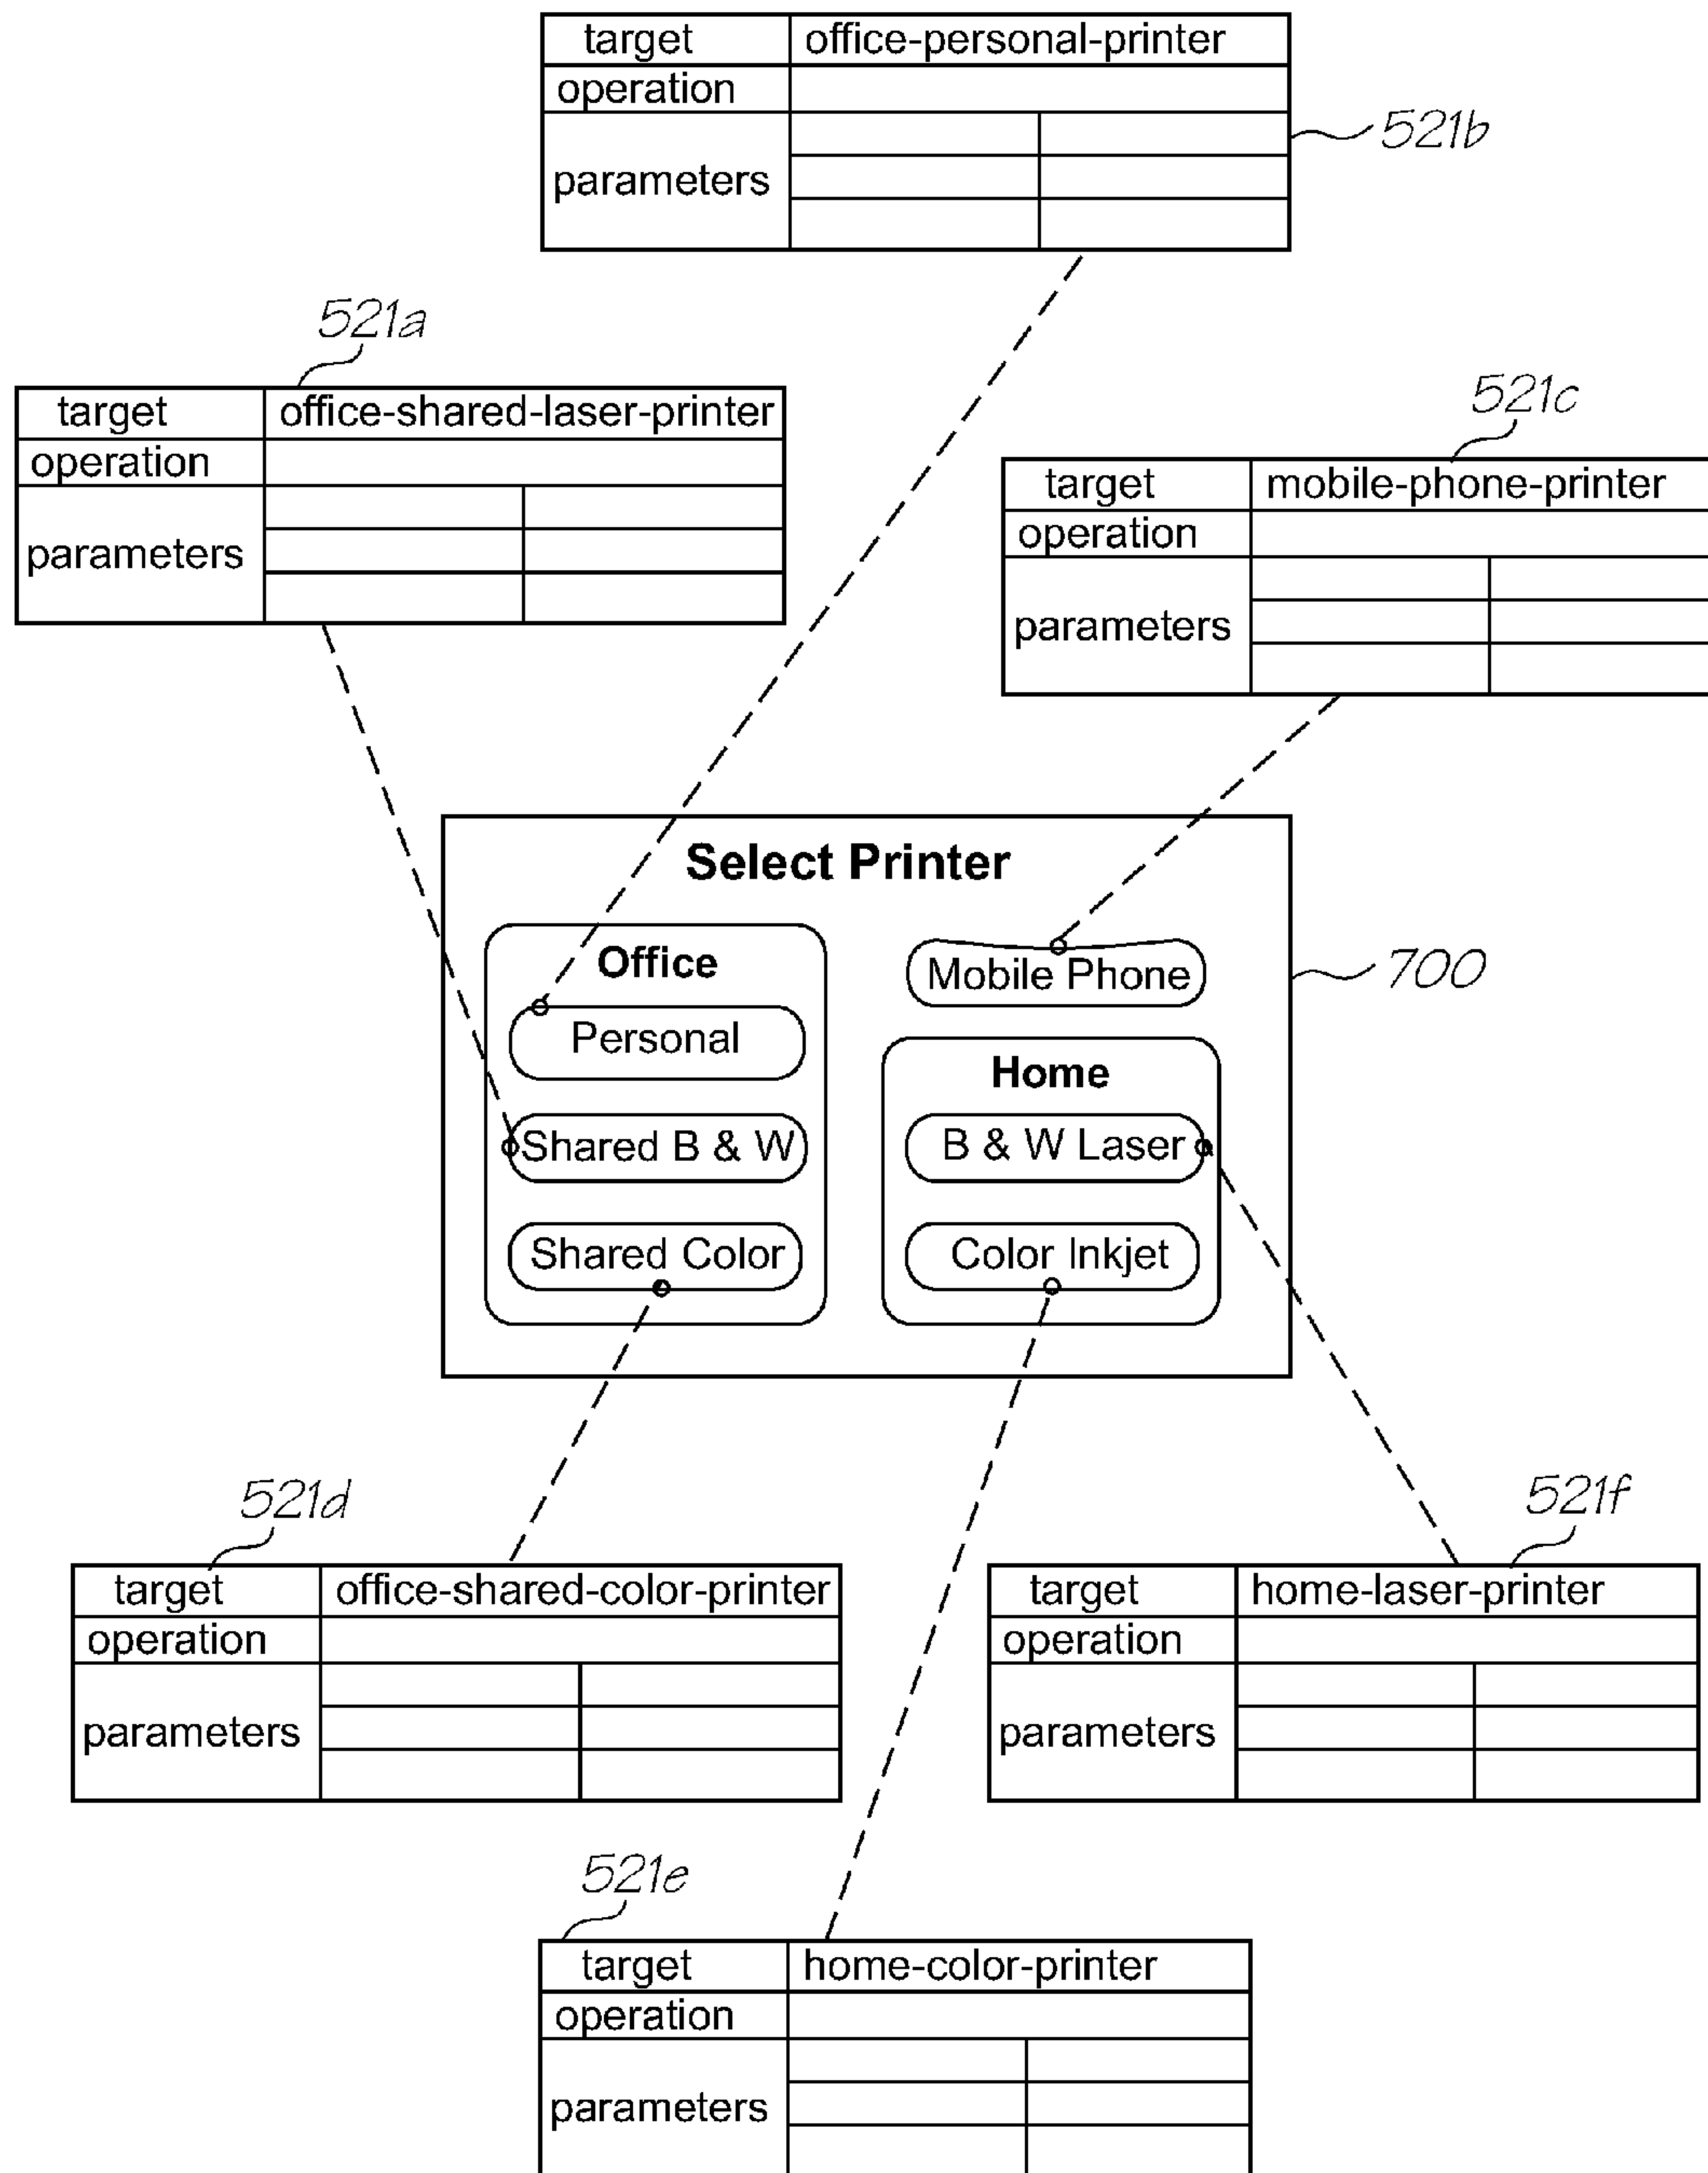 target office-personal-printer
operation
parameters
521b
521a
target office-shared-laser-printer
operation
parameters
521c
target mobile-phone-printer
operation
parameters
Select Printer
Office
Personal
Shared B & W
Shared Color
Mobile Phone
Home
B & W Laser
Color Inkjet
700
521d
target office-shared-color-printer
operation
parameters
521f
target home-laser-printer
operation
parameters
521e
target home-color-printer
operation
parameters